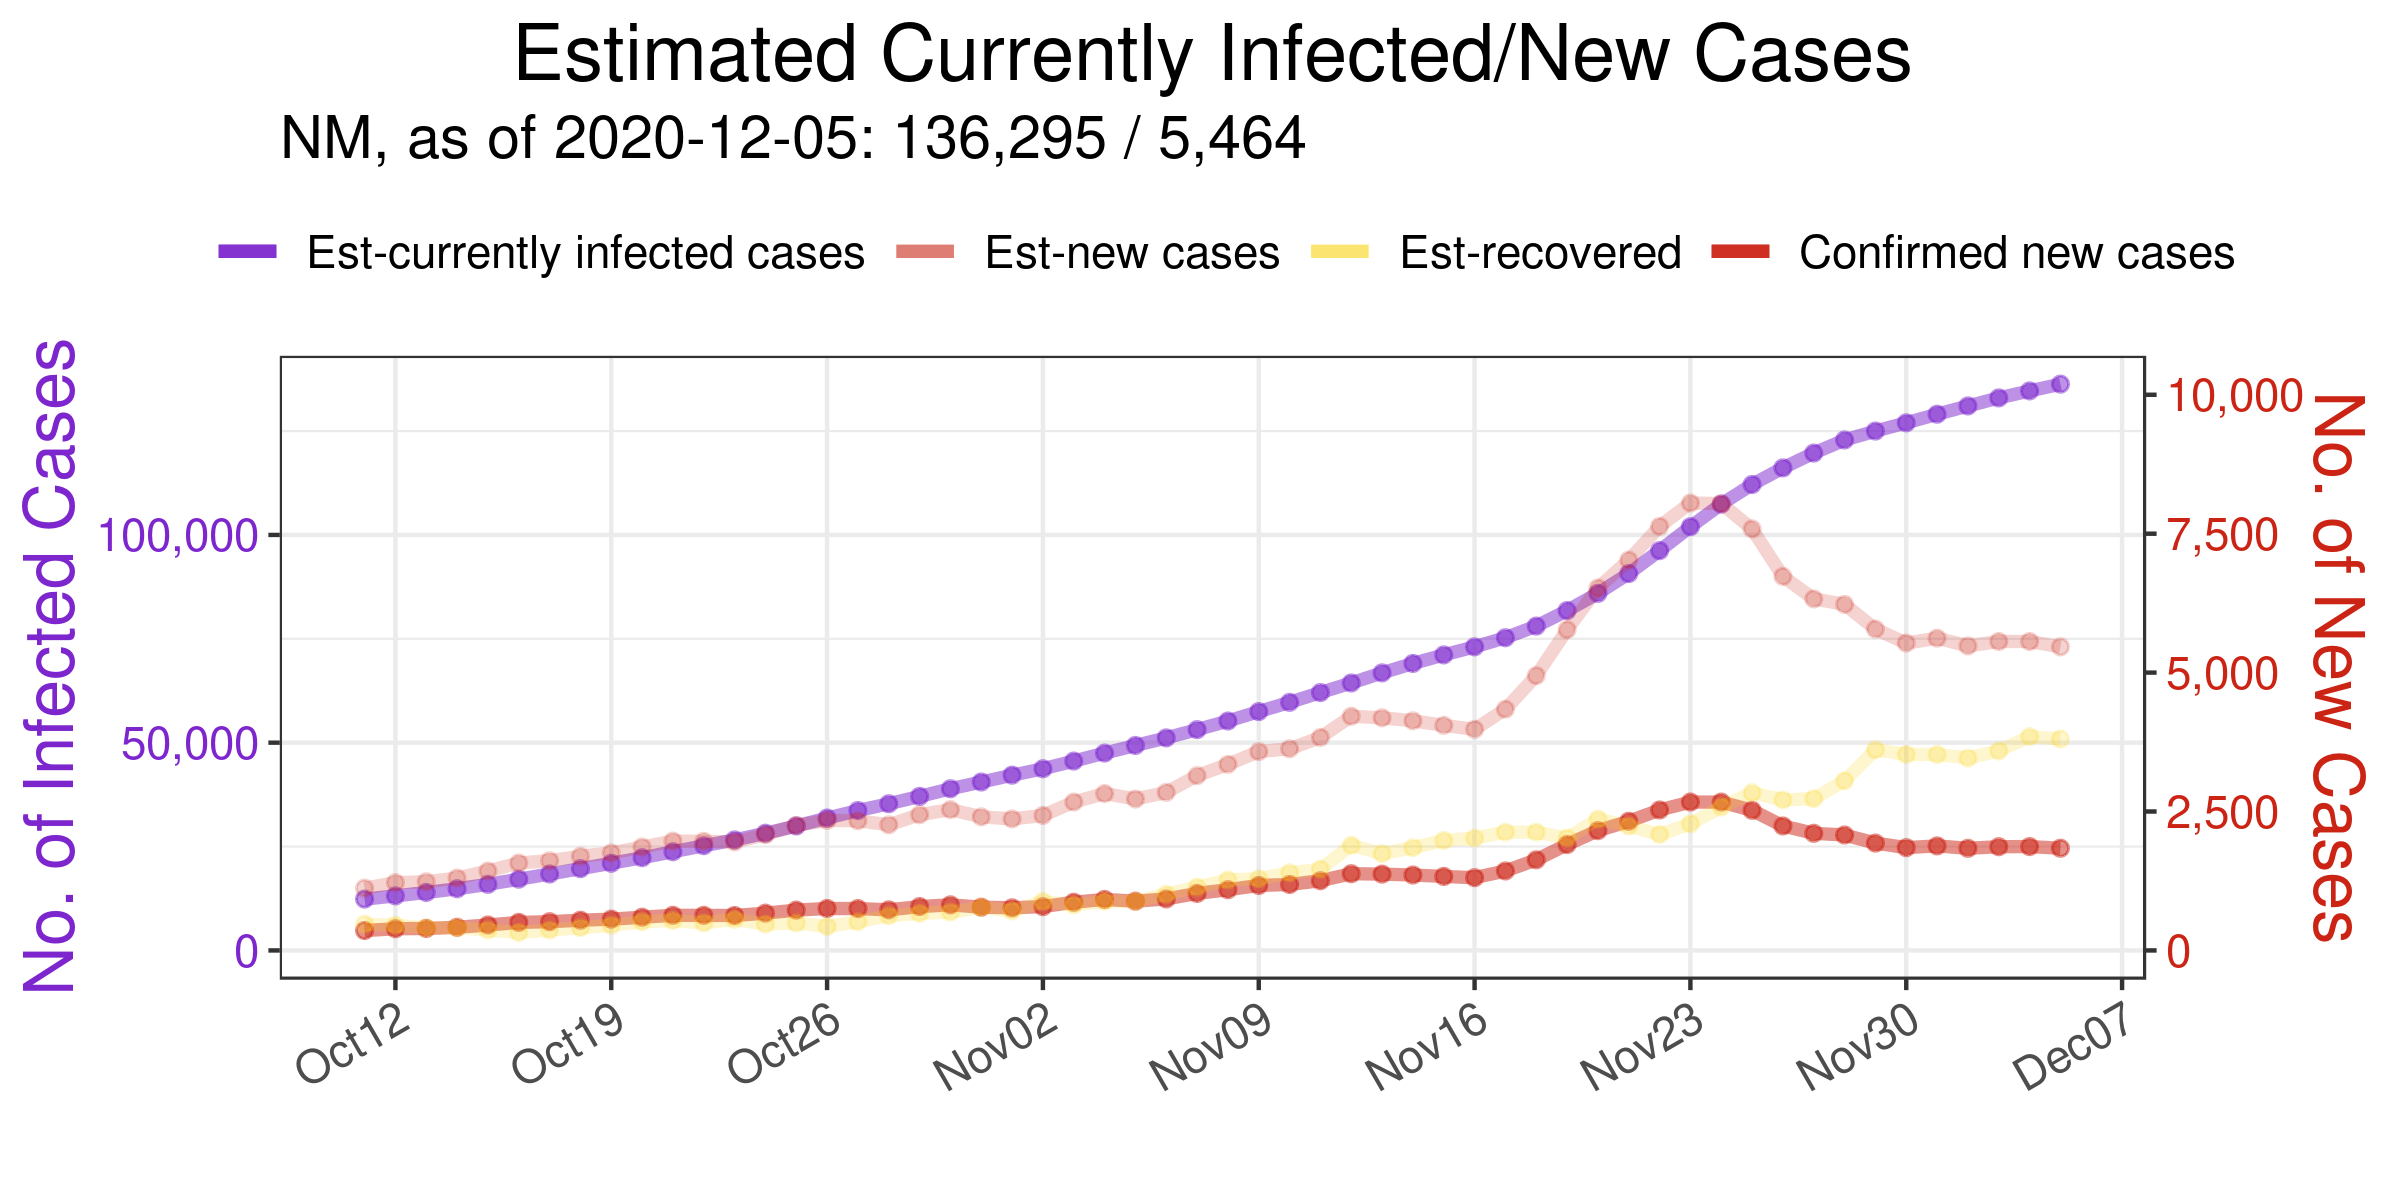 Estimated Currently Infected/New Cases
NM, as of 2020-12-05: 136,295 / 5,464
Est-currently infected cases Est-new cases Est-recovered Confirmed new cases
No. of Infected Cases
100,000
50,000
0
10,000
7,500
5,000
2,500
0
No. of New Cases
Oct12 Oct19 Oct26 Nov02 Nov09 Nov16 Nov23 Nov30 Dec07